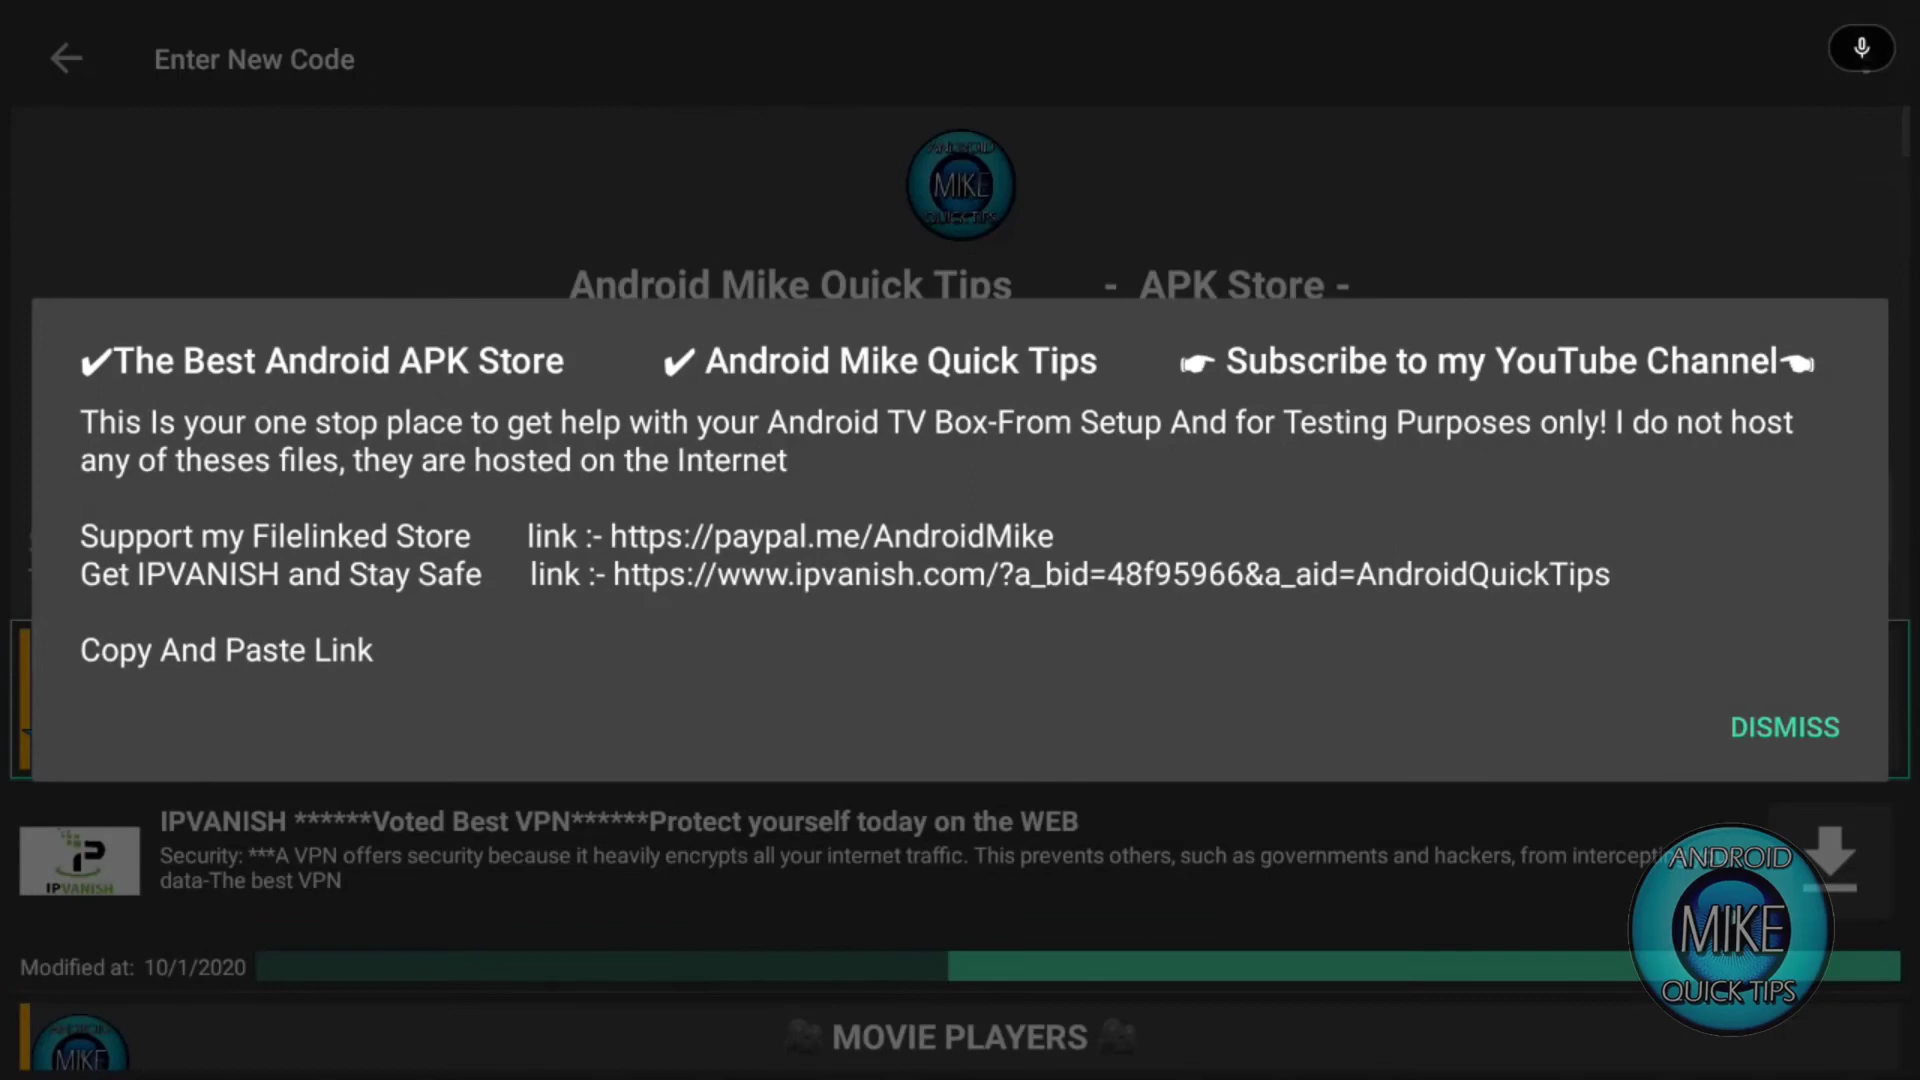 Enter New Code
ANDROID
MIKE
QUICK TIPS
Android Mike Quick Tips - APK Store -
✔The Best Android APK Store ✔ Android Mike Quick Tips ☛ Subscribe to my YouTube Channel☚
This Is your one stop place to get help with your Android TV Box-From Setup And for Testing Purposes only! I do not host
any of theses files, they are hosted on the Internet
Support my Filelinked Store link :- https://paypal.me/AndroidMike
Get IPVANISH and Stay Safe link :- https://www.ipvanish.com/?a_bid=48f95966&a_aid=AndroidQuickTips
Copy And Paste Link
DISMISS
IPVANISH ******Voted Best VPN******Protect yourself today on the WEB
Security: ***A VPN offers security because it heavily encrypts all your internet traffic. This prevents others, such as governments and hackers, from
data-The best VPN
IPVANISH
Modified at: 10/1/2020
ANDROID
MIKE
QUICK TIPS
MOVIE PLAYERS
MIKE